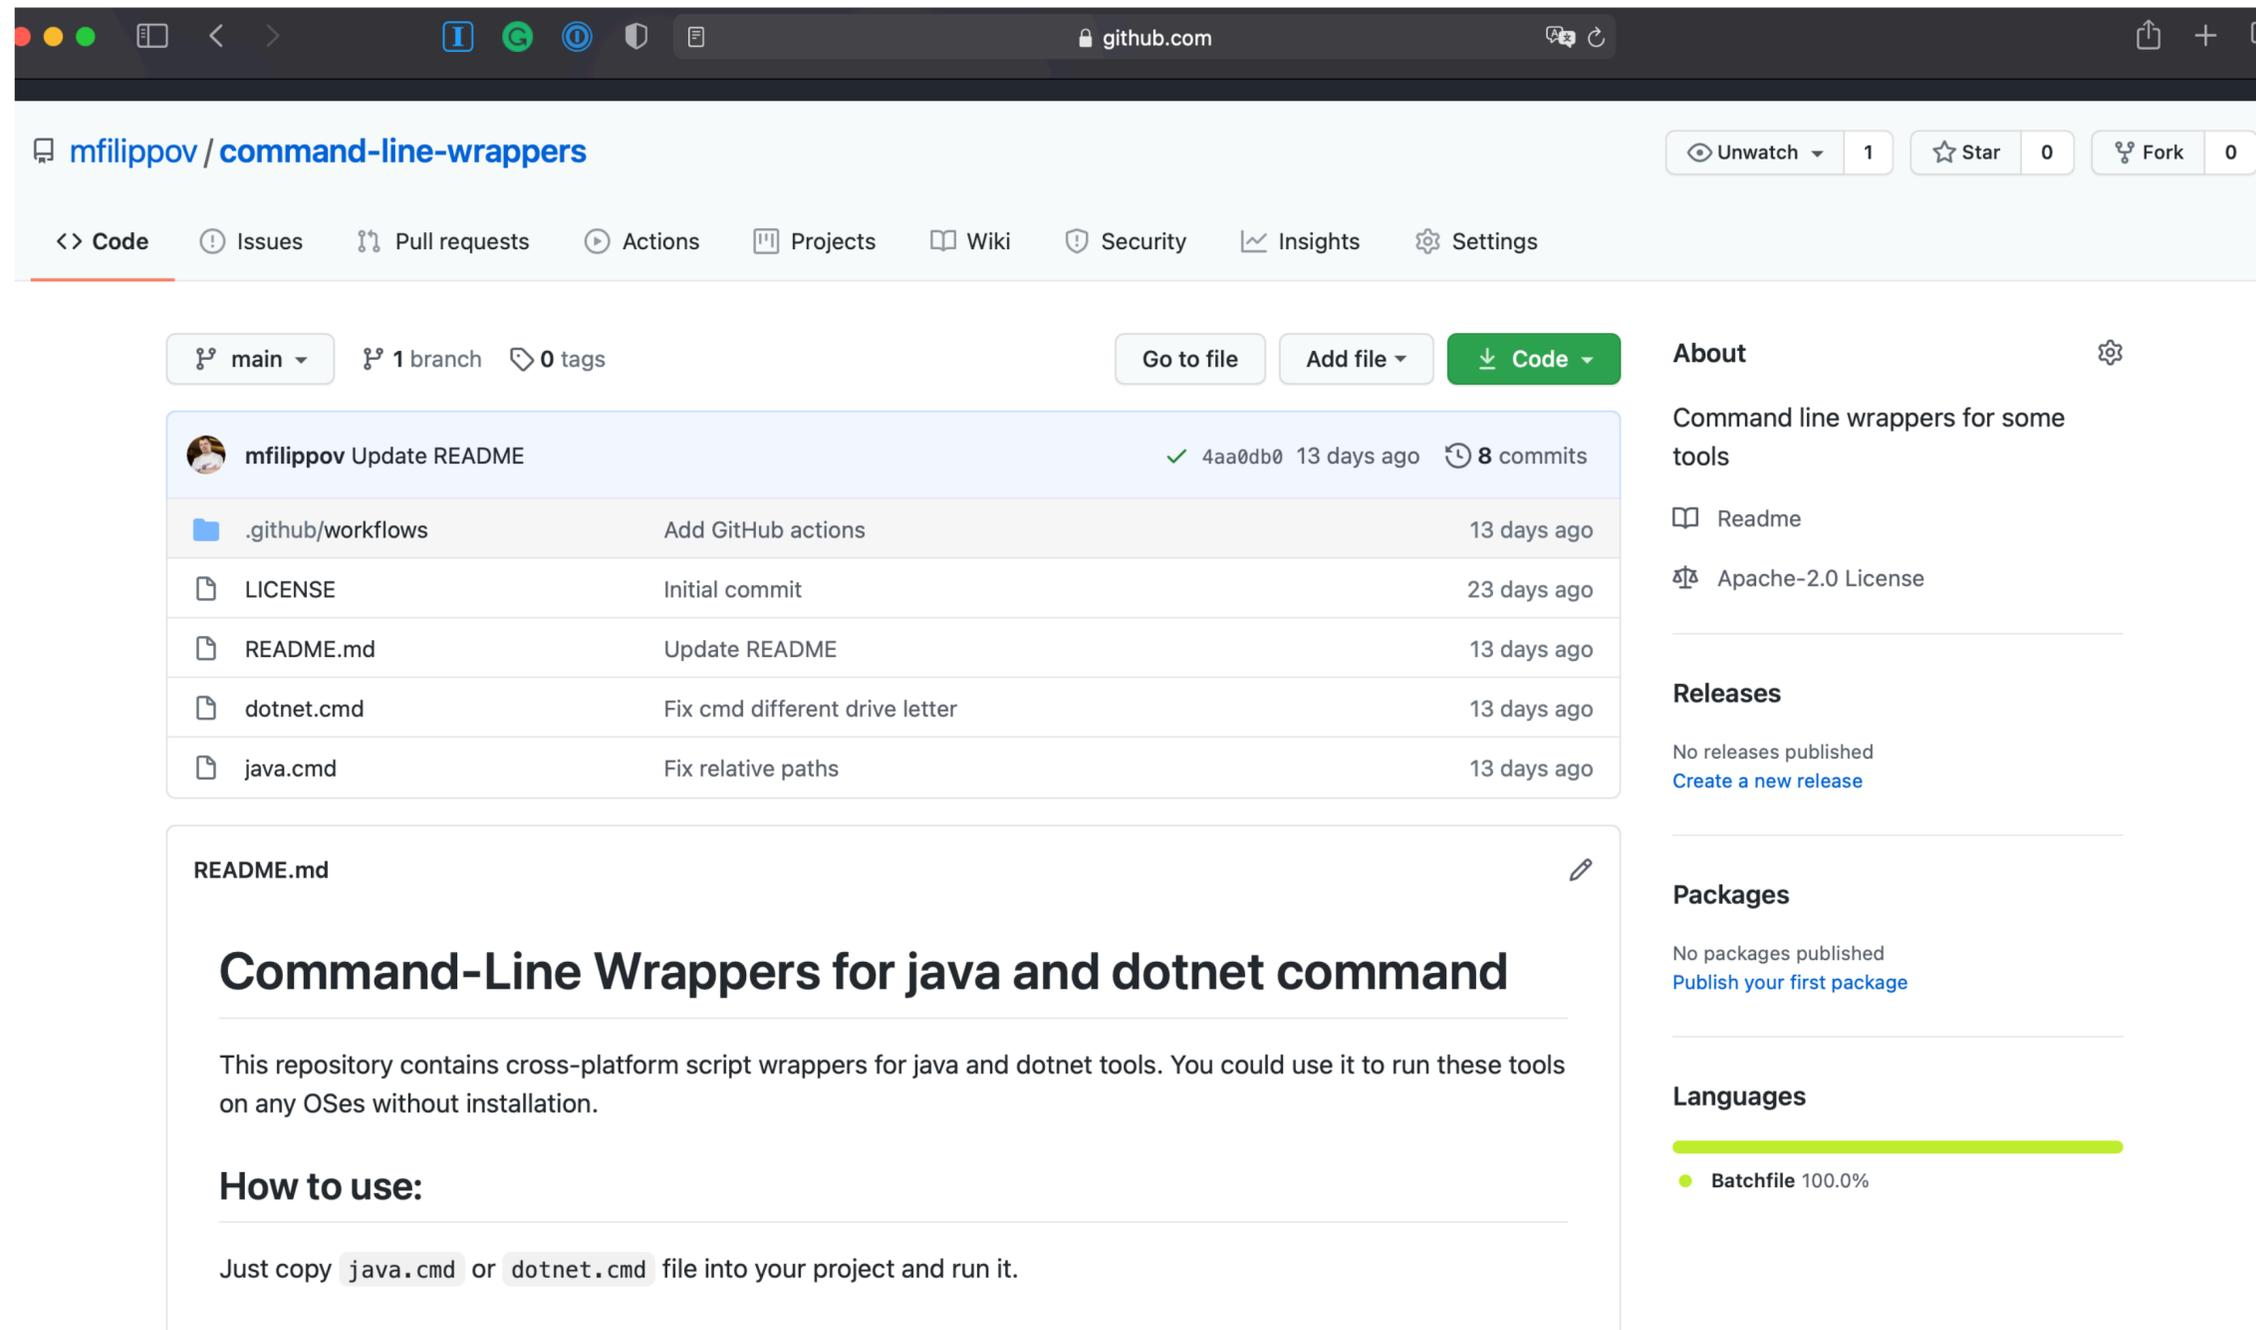 github.com
mfilippov / command-line-wrappers
Unwatch 1 Star 0 Fork 0
Code Issues Pull requests Actions Projects Wiki Security Insights Settings
main 1 branch 0 tags Go to file Add file Code
mfilippov Update README 4aa0db0 13 days ago 8 commits
.github/workflows Add GitHub actions 13 days ago
LICENSE Initial commit 23 days ago
README.md Update README 13 days ago
dotnet.cmd Fix cmd different drive letter 13 days ago
java.cmd Fix relative paths 13 days ago
README.md
Command-Line Wrappers for java and dotnet command
This repository contains cross-platform script wrappers for java and dotnet tools. You could use it to run these tools
on any OSes without installation.
How to use:
Just copy java.cmd or dotnet.cmd file into your project and run it.
About
Command line wrappers for some
tools
Readme
Apache-2.0 License
Releases
No releases published
Create a new release
Packages
No packages published
Publish your first package
Languages
Batchfile 100.0%